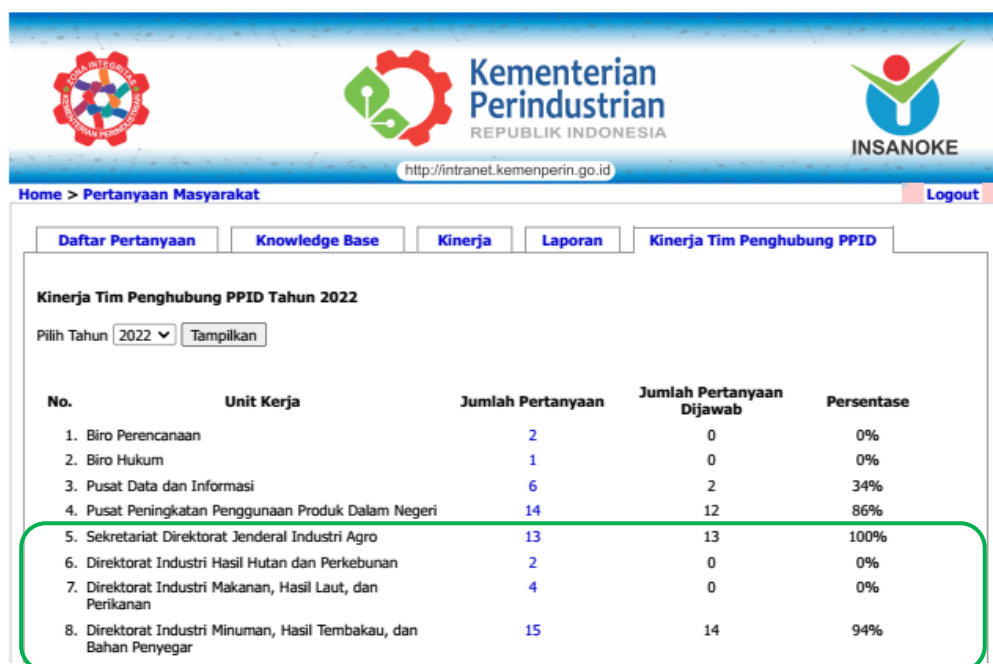 ZONA INTEGRITAS
KEMENTERIAN PERINDUSTRIAN
Kementerian
Perindustrian
REPUBLIK INDONESIA
INSANOKE
http://intranet.kemenperin.go.id
Home > Pertanyaan Masyarakat
Logout
Daftar Pertanyaan Knowledge Base Kinerja Laporan Kinerja Tim Penghubung PPID
Kinerja Tim Penghubung PPID Tahun 2022
Pilih Tahun 2022 Tampilkan
No. Unit Kerja Jumlah Pertanyaan Jumlah Pertanyaan Dijawab Persentase
1. Biro Perencanaan 2 0 0%
2. Biro Hukum 1 0 0%
3. Pusat Data dan Informasi 6 2 34%
4. Pusat Peningkatan Penggunaan Produk Dalam Negeri 14 12 86%
5. Sekretariat Direktorat Jenderal Industri Agro 13 13 100%
6. Direktorat Industri Hasil Hutan dan Perkebunan 2 0 0%
7. Direktorat Industri Makanan, Hasil Laut, dan 4 0 0%
Perikanan
8. Direktorat Industri Minuman, Hasil Tembakau, dan 15 14 94%
Bahan Penyegar